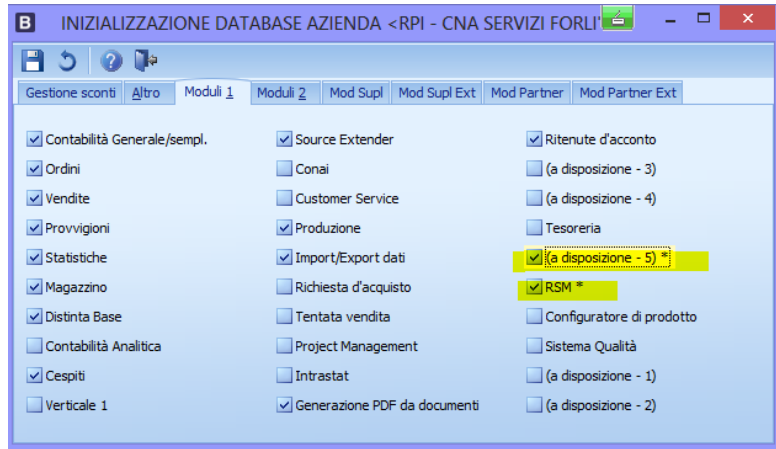 B INIZIALIZZAZIONE DATABASE AZIENDA <RPI - CNA SERVIZI FORLI'
Gestione sconti Altro Moduli 1 Moduli 2 Mod Supl Mod Supl Ext Mod Partner Mod Partner Ext
Contabilità Generale/sempl. Source Extender Ritenute d'acconto
Ordini Conai (a disposizione - 3)
Vendite Customer Service (a disposizione - 4)
Provvigioni Produzione Tesoreria
Statistiche Import/Export dati (a disposizione - 5) *
Magazzino Richiesta d'acquisto RSM *
Distinta Base Tentata vendita Configuratore di prodotto
Contabilità Analitica Project Management Sistema Qualità
Cespiti Intrastat (a disposizione - 1)
Verticale 1 Generazione PDF da documenti (a disposizione - 2)